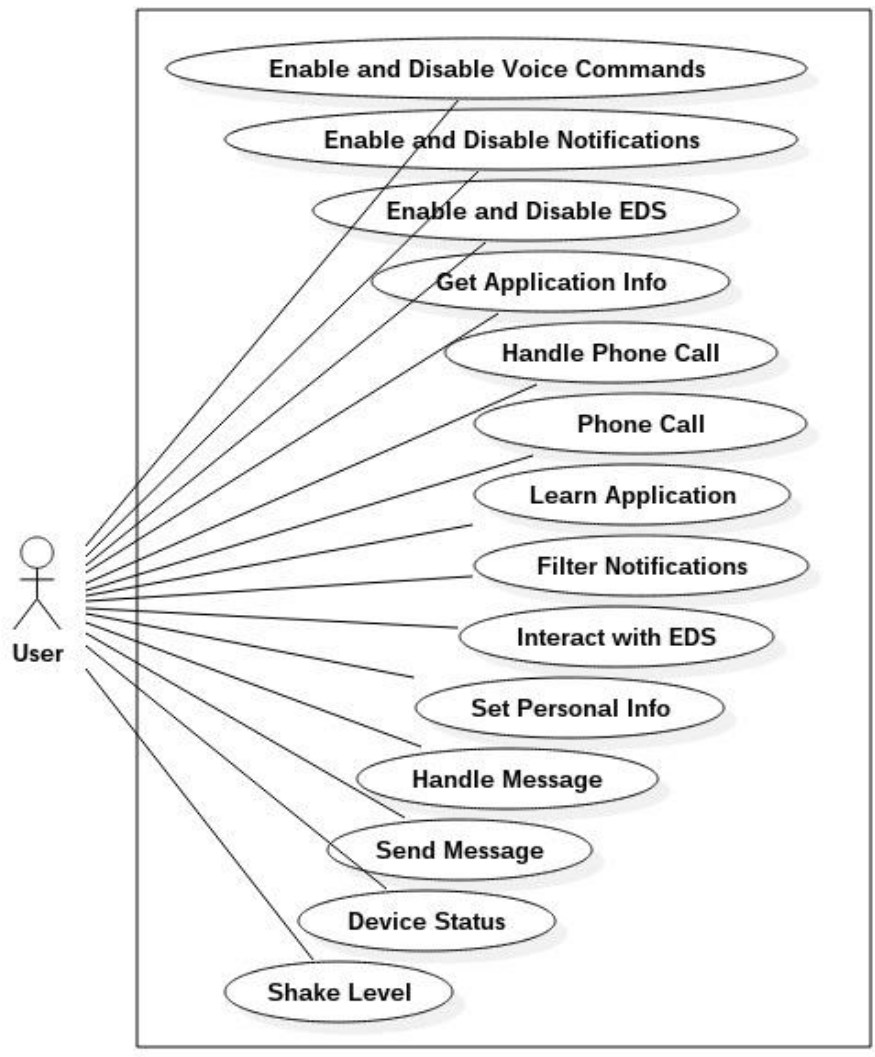 Enable and Disable Voice Commands
Enable and Disable Notifications
Enable and Disable EDS
Get Application Info
Handle Phone Call
Phone Call
Learn Application
Filter Notifications
Interact with EDS
User
Set Personal Info
Handle Message
Send Message
Device Status
Shake Level